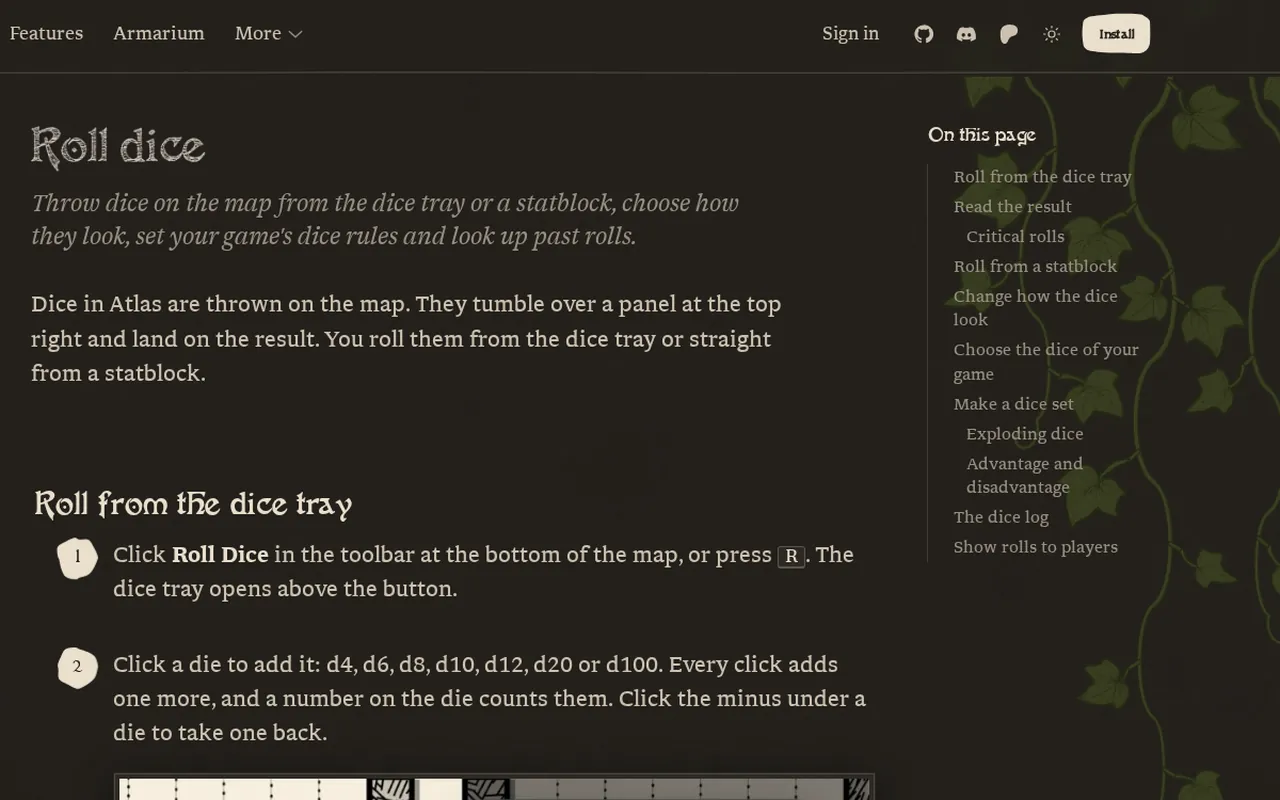 Features Armarium More Sign in Install
Roll dice
Throw dice on the map from the dice tray or a statblock, choose how
they look, set your game's dice rules and look up past rolls.
Dice in Atlas are thrown on the map. They tumble over a panel at the top
right and land on the result. You roll them from the dice tray or straight
from a statblock.
Roll from the dice tray
1 Click Roll Dice in the toolbar at the bottom of the map, or press R. The
dice tray opens above the button.
2 Click a die to add it: d4, d6, d8, d10, d12, d20 or d100. Every click adds
one more, and a number on the die counts them. Click the minus under a
die to take one back.
On this page
Roll from the dice tray
Read the result
Critical rolls
Roll from a statblock
Change how the dice
look
Choose the dice of your
game
Make a dice set
Exploding dice
Advantage and
disadvantage
The dice log
Show rolls to players